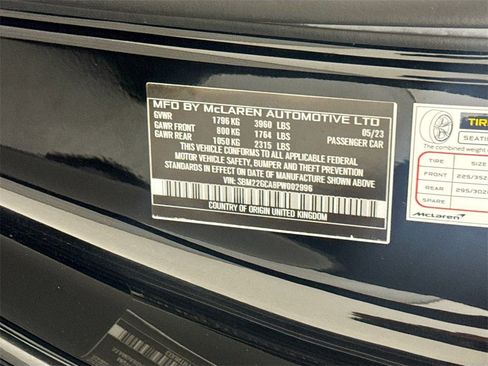 MFD BY McLAREN AUTOMOTIVE LTD
GVWR 1796 KG 3960 LBS 05/23
GAWR FRONT 800 KG 1764 LBS PASSENGER CAR
GAWR REAR 1050 KG 2315 LBS
THIS VEHICLE CONFORMS TO ALL APPLICABLE FEDERAL
MOTOR VEHICLE SAFETY, BUMPER, AND THEFT PREVENTION
STANDARDS IN EFFECT ON DATE OF MANUFACTURE SHOWN ABOVE
VIN: SBM22GCA8PW002996
COUNTRY OF ORIGIN UNITED KINGDOM
TIRE
SEATI
TIRE SIZE
FRONT 225/35Z
REAR 295/30Z
SPARE
McLaren